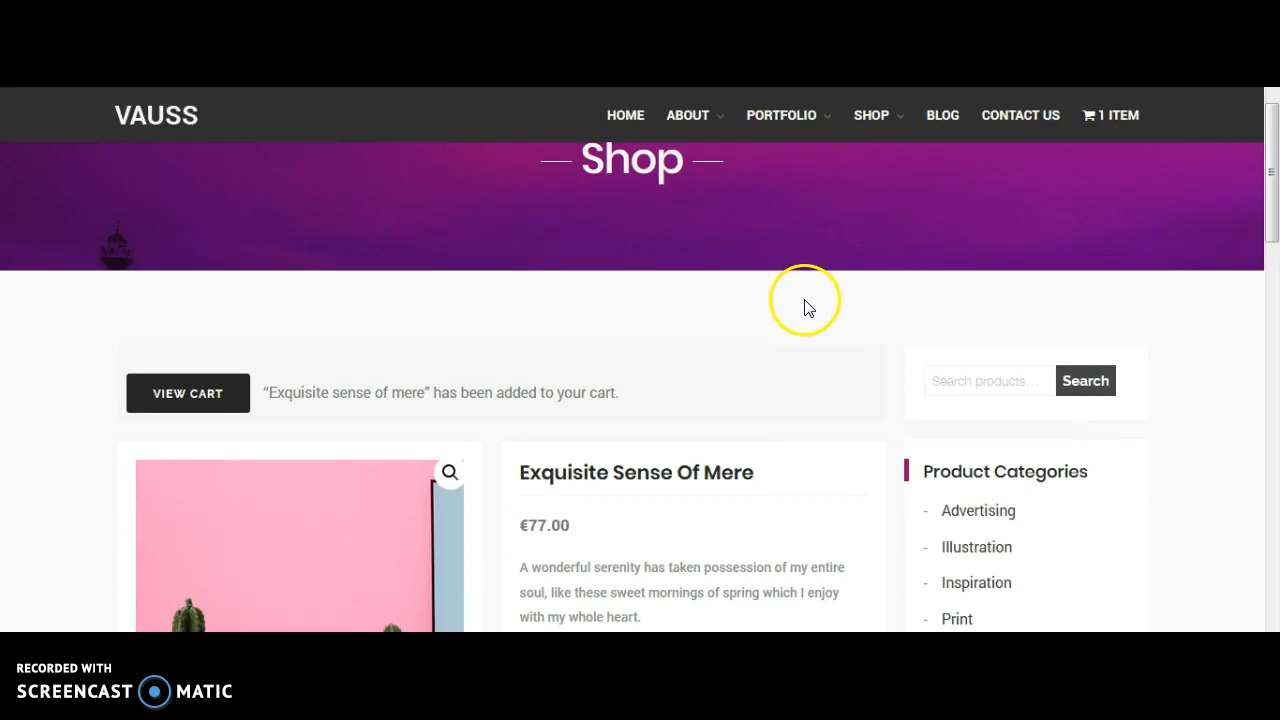 VAUSS
HOME ABOUT PORTFOLIO SHOP BLOG CONTACT US 1 ITEM
Shop
VIEW CART
“Exquisite sense of mere” has been added to your cart.
Search products…
Search
Exquisite Sense Of Mere
€77.00
A wonderful serenity has taken possession of my entire
soul, like these sweet mornings of spring which I enjoy
with my whole heart.
Product Categories
- Advertising
- Illustration
- Inspiration
- Print
RECORDED WITH
SCREENCAST MATIC